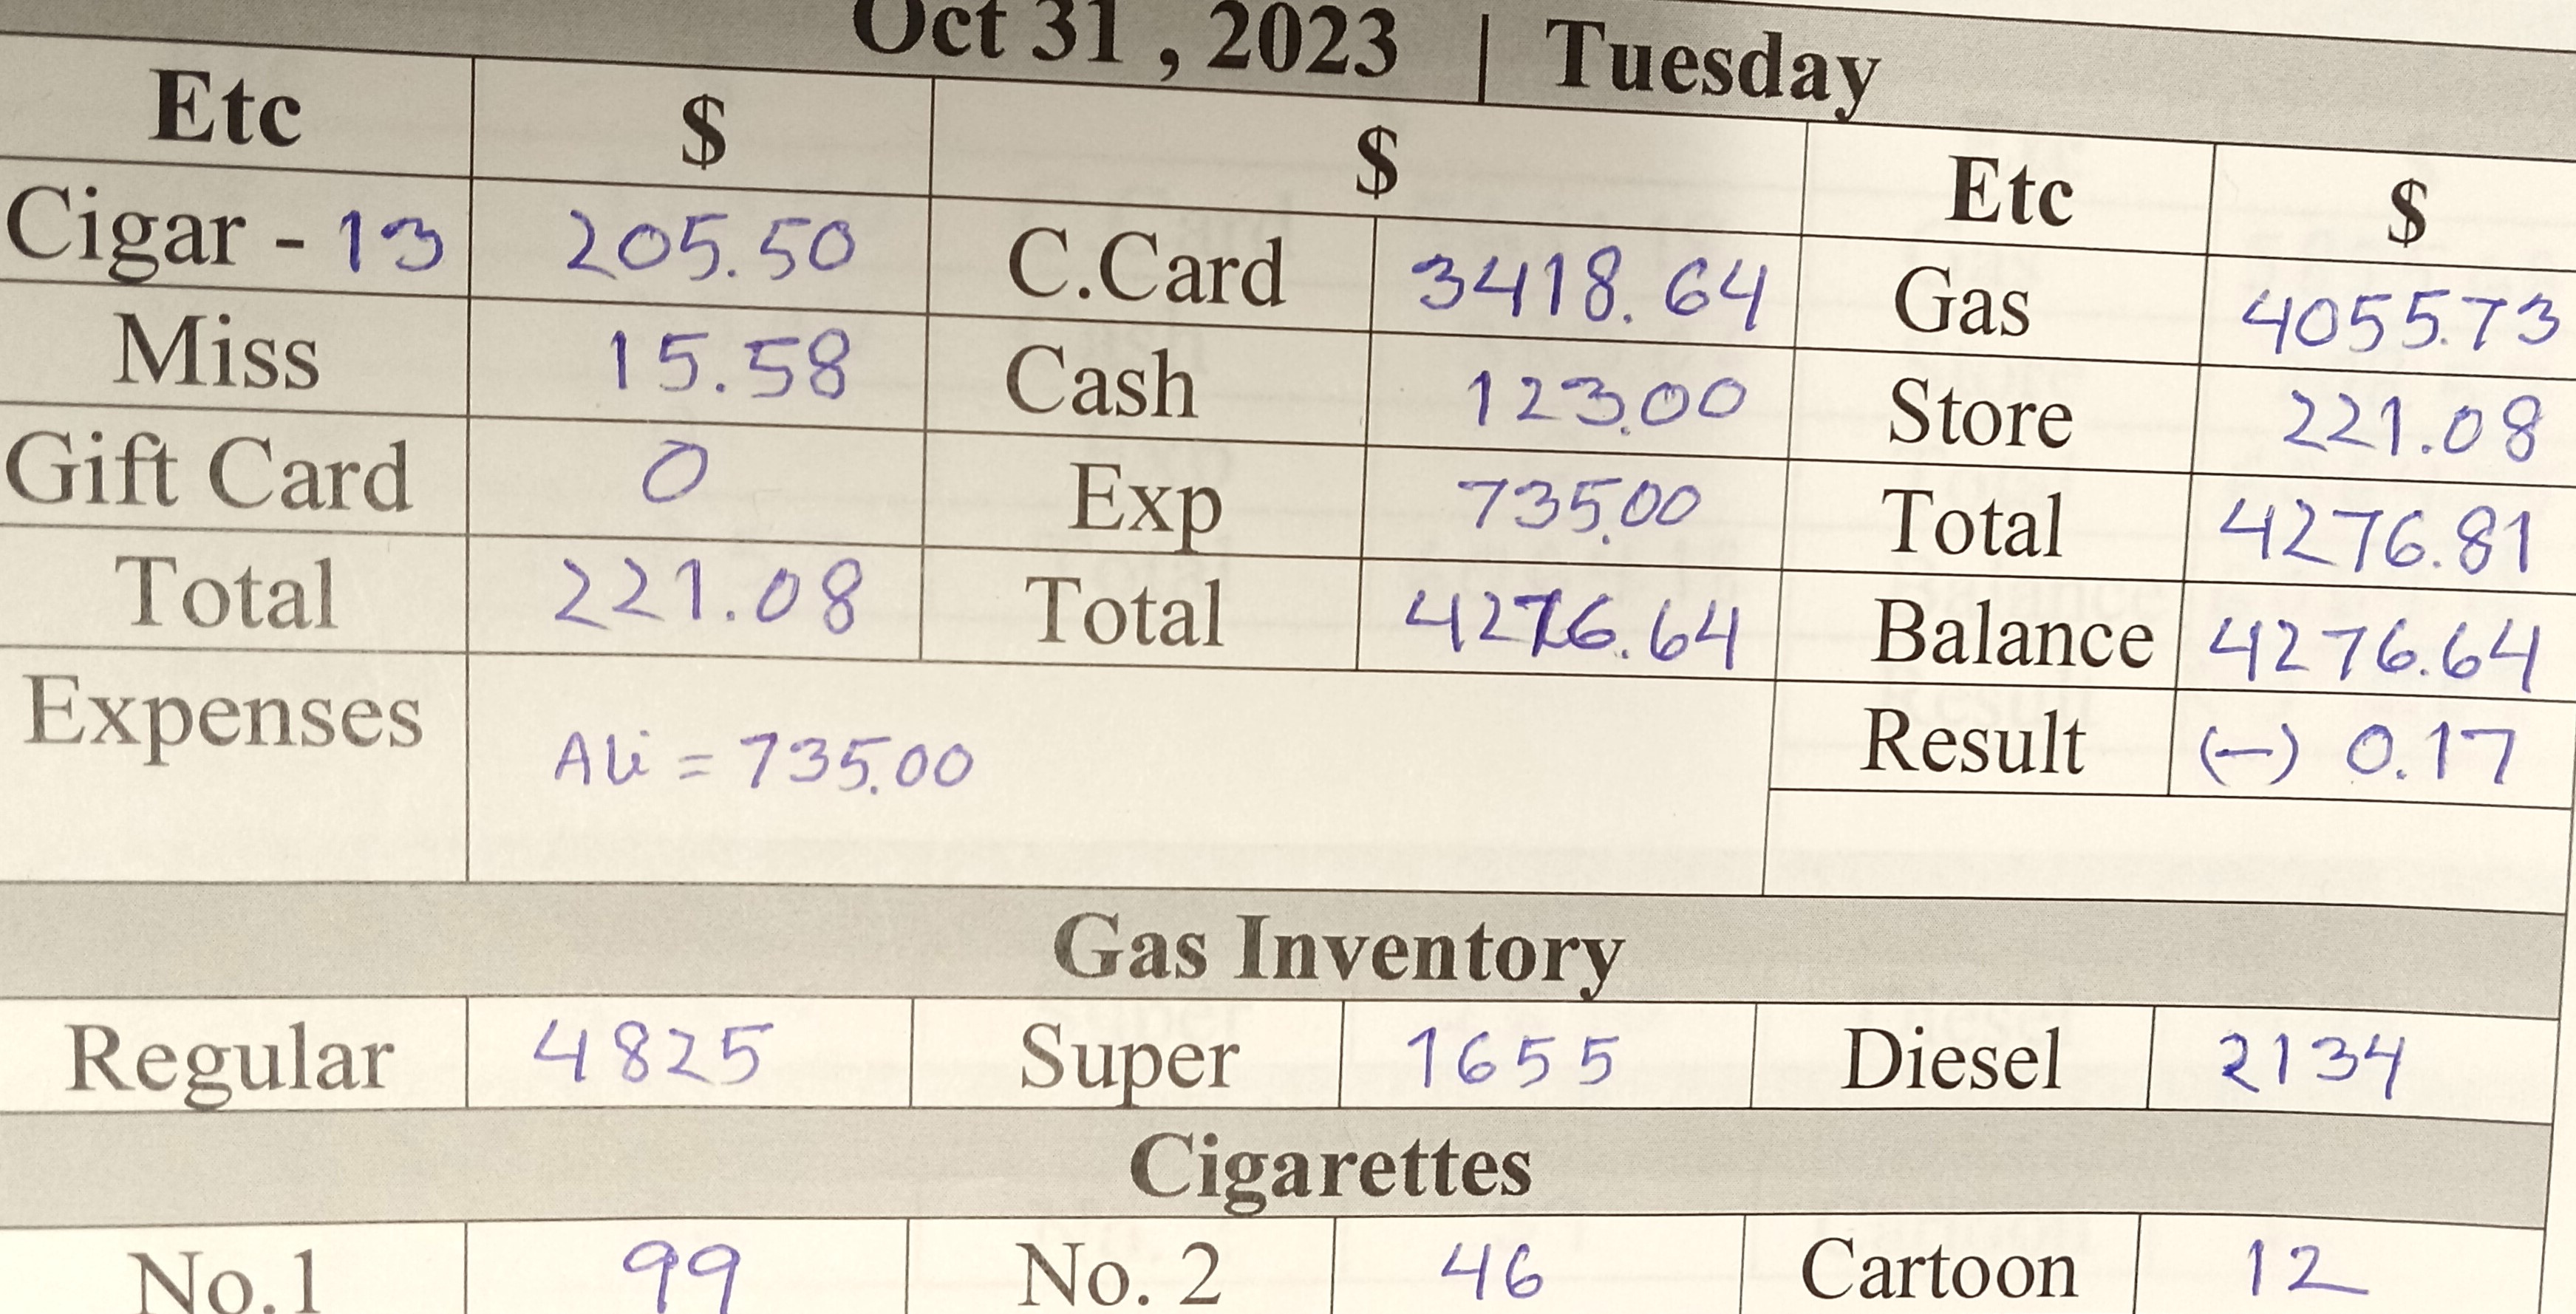 Oct 31 , 2023 | Tuesday
Etc $ $ Etc $
Cigar - 13 205.50 C.Card 3418.64 Gas 4055.73
Miss 15.58 Cash 123.00 Store 221.08
Gift Card 0 Exp 735.00 Total 4276.81
Total 221.08 Total 4276.64 Balance 4276.64
Expenses Ali = 735.00 Result (-) 0.17
Gas Inventory
Regular 4825 Super 1655 Diesel 2134
Cigarettes
No.1 99 No. 2 46 Cartoon 12